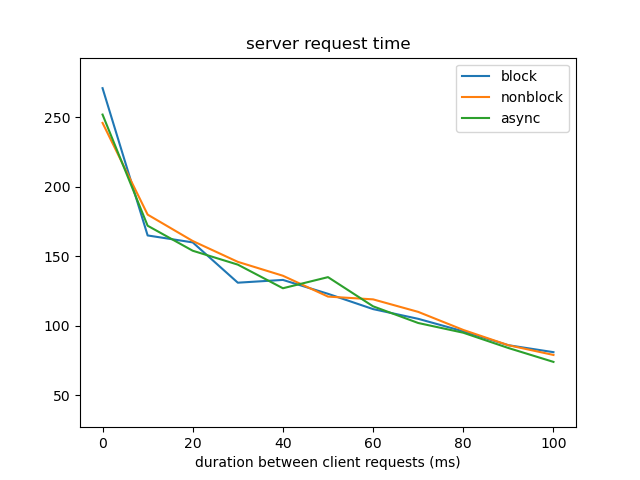 server request time
block
nonblock
async
250
200
150
100
50
0
20
40
60
80
100
duration between client requests (ms)